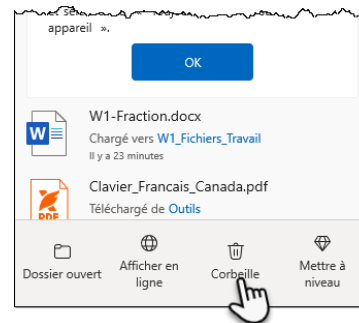 appareil ».
OK
W1-Fraction.docx
Chargé vers W1_Fichiers_Travail
Il y a 23 minutes
Clavier_Francais_Canada.pdf
Téléchargé de Outils
PDF
Dossier ouvert
Afficher en
ligne
Corbeille
Mettre à
niveau